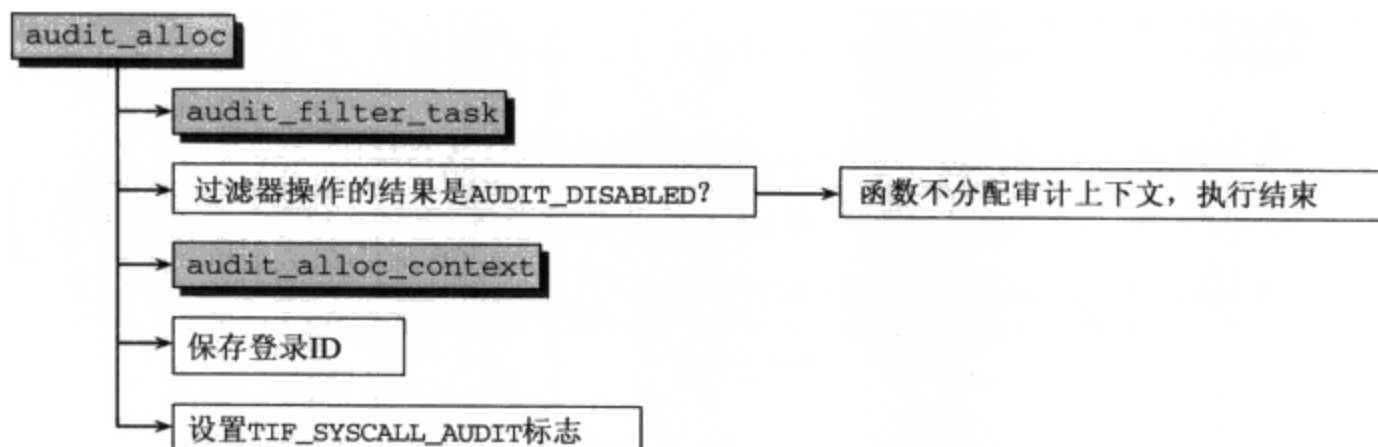 audit_alloc
audit_filter_task
过滤器操作的结果是AUDIT_DISABLED？
函数不分配审计上下文，执行结束
audit_alloc_context
保存登录ID
设置TIF_SYSCALL_AUDIT标志